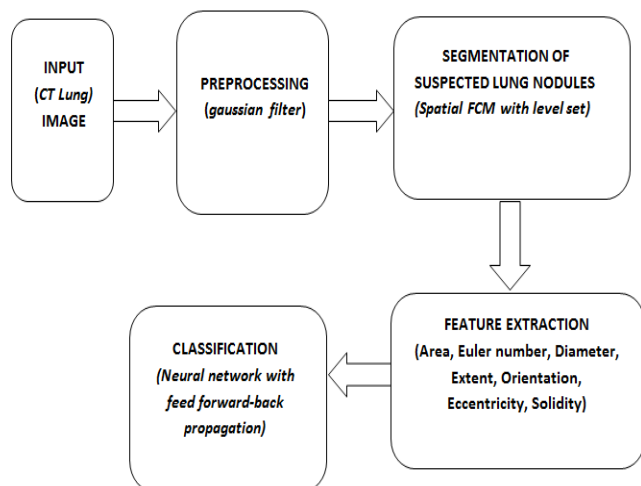 INPUT
(CT Lung)
IMAGE
PREPROCESSING
(gaussian filter)
SEGMENTATION OF
SUSPECTED LUNG NODULES
(Spatial FCM with level set)
FEATURE EXTRACTION
(Area, Euler number, Diameter,
Extent, Orientation,
Eccentricity, Solidity)
CLASSIFICATION
(Neural network with
feed forward-back
propagation)